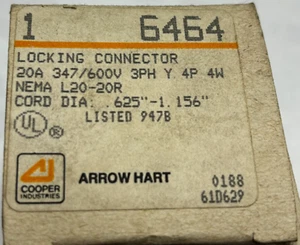 1 6464
LOCKING CONNECTOR
20A 347/600V 3PH Y 4P 4W
NEMA L20-20R
CORD DIA: .625"-1.156"
UL ® LISTED 947B
COOPER
INDUSTRIES
ARROW HART
0188
61D629